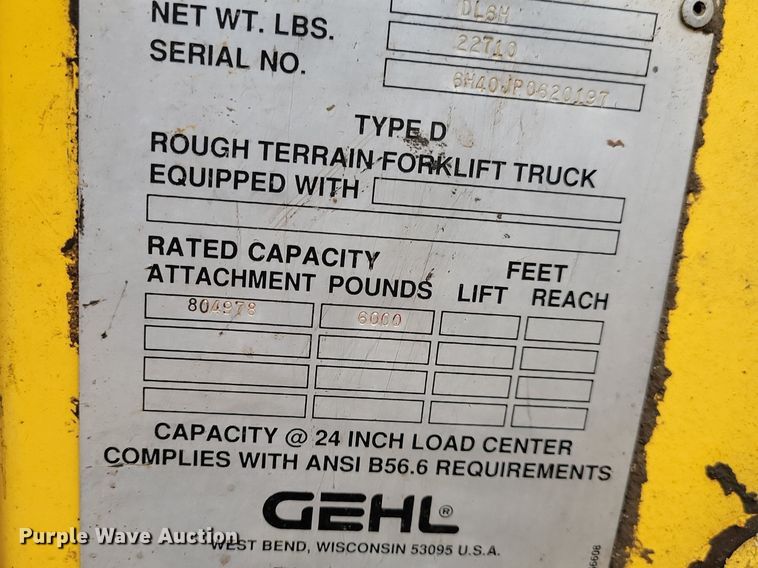 DL6H
NET WT. LBS. 22710
SERIAL NO. 6H40JP0620197
TYPE D
ROUGH TERRAIN FORKLIFT TRUCK
EQUIPPED WITH
RATED CAPACITY FEET
ATTACHMENT POUNDS LIFT REACH
804978 6000
CAPACITY @ 24 INCH LOAD CENTER
COMPLIES WITH ANSI B56.6 REQUIREMENTS
GEHL®
WEST BEND, WISCONSIN 53095 U.S.A.
Purple Wave Auction